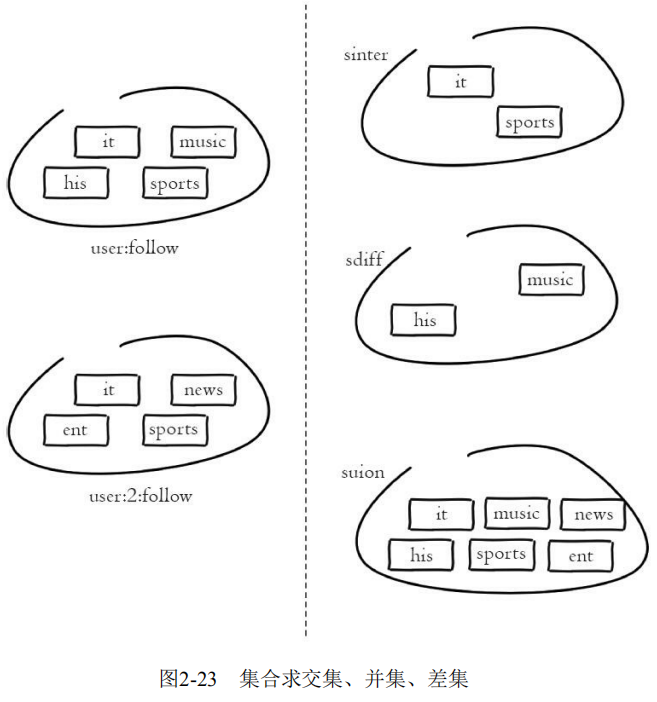 it music
his sports
user:follow
it news
ent sports
user:2:follow
sinter
it
sports
sdiff
music
his
suion
it music news
his sports ent
图2-23 集合求交集、并集、差集